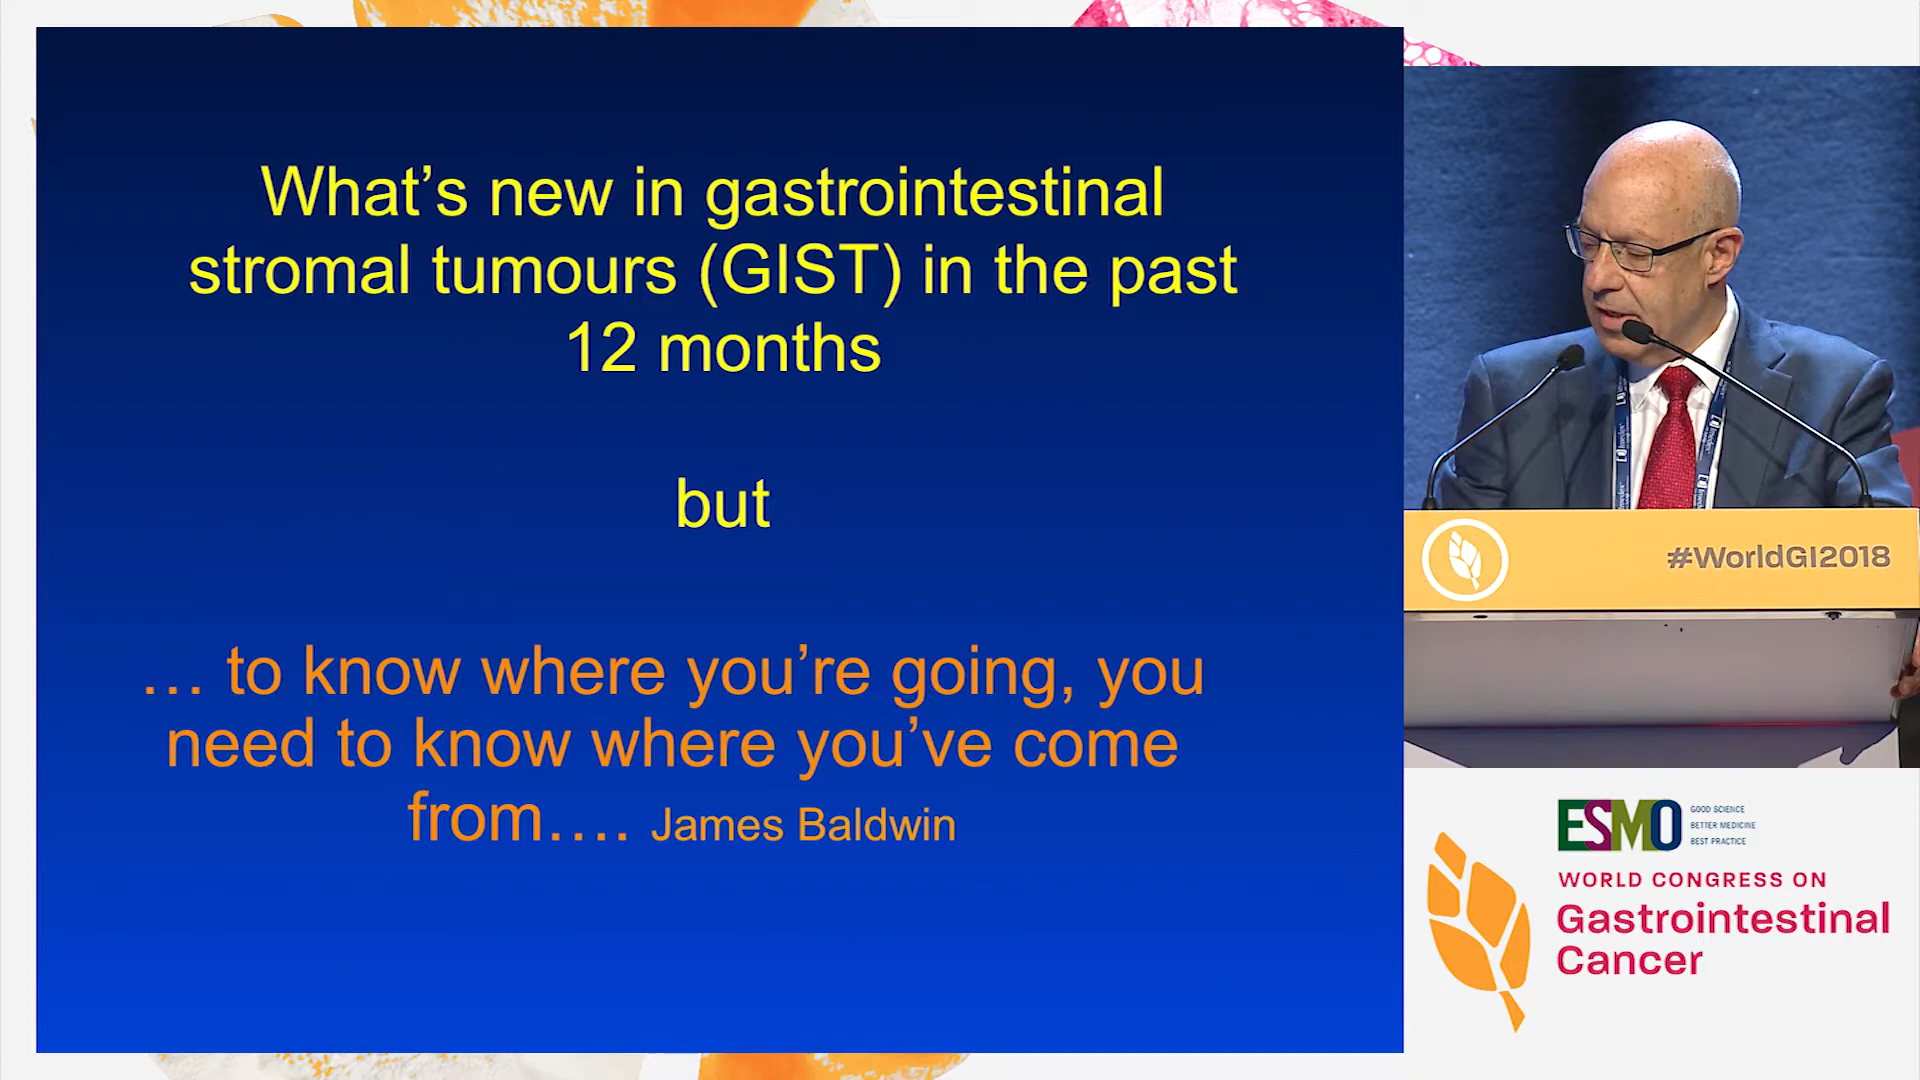 What's new in gastrointestinal
stromal tumours (GIST) in the past
12 months
but
… to know where you're going, you
need to know where you've come
from…. James Baldwin
#WorldGI2018
ESMO
GOOD SCIENCE
BETTER MEDICINE
BEST PRACTICE
WORLD CONGRESS ON
Gastrointestinal
Cancer